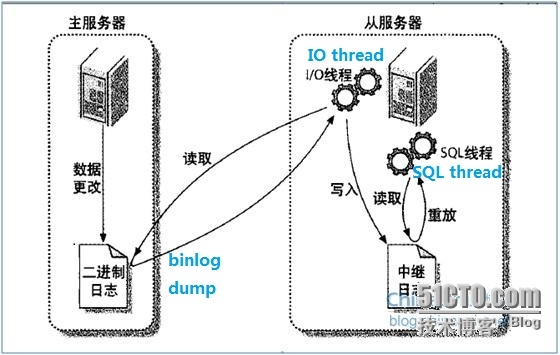 主服务器
从服务器
IO thread
I/O线程
SQL线程
SQL thread
数据
更改
读取
写入
读取
重放
二进制
日志
binlog
dump
中继
日志
51CTO.com
技术博客
Blog